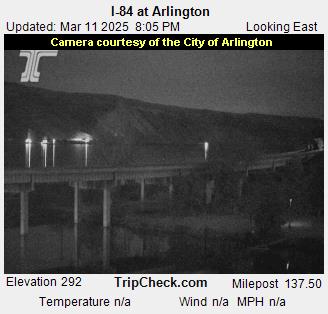 I-84 at Arlington
Updated: Mar 11 2025 8:05 PM Looking East
Camera courtesy of the City of Arlington
Elevation 292 TripCheck.com Milepost 137.50
Temperature n/a Wind n/a MPH n/a